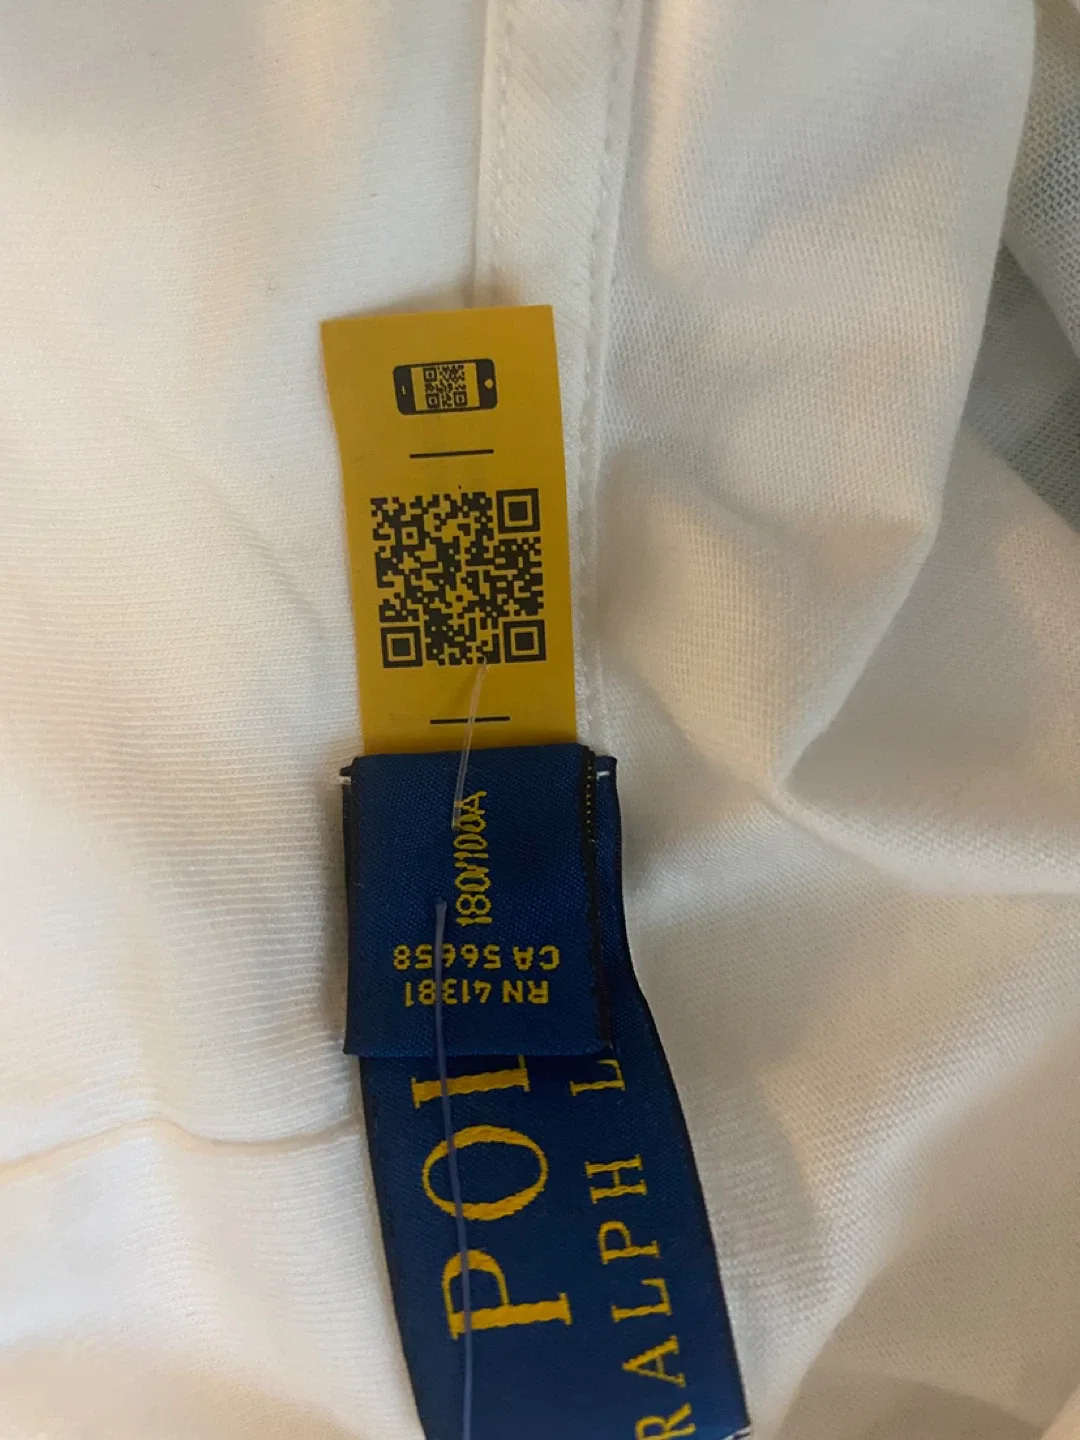 180/100A
CA 56658
RN 41381
POL
RALPH L